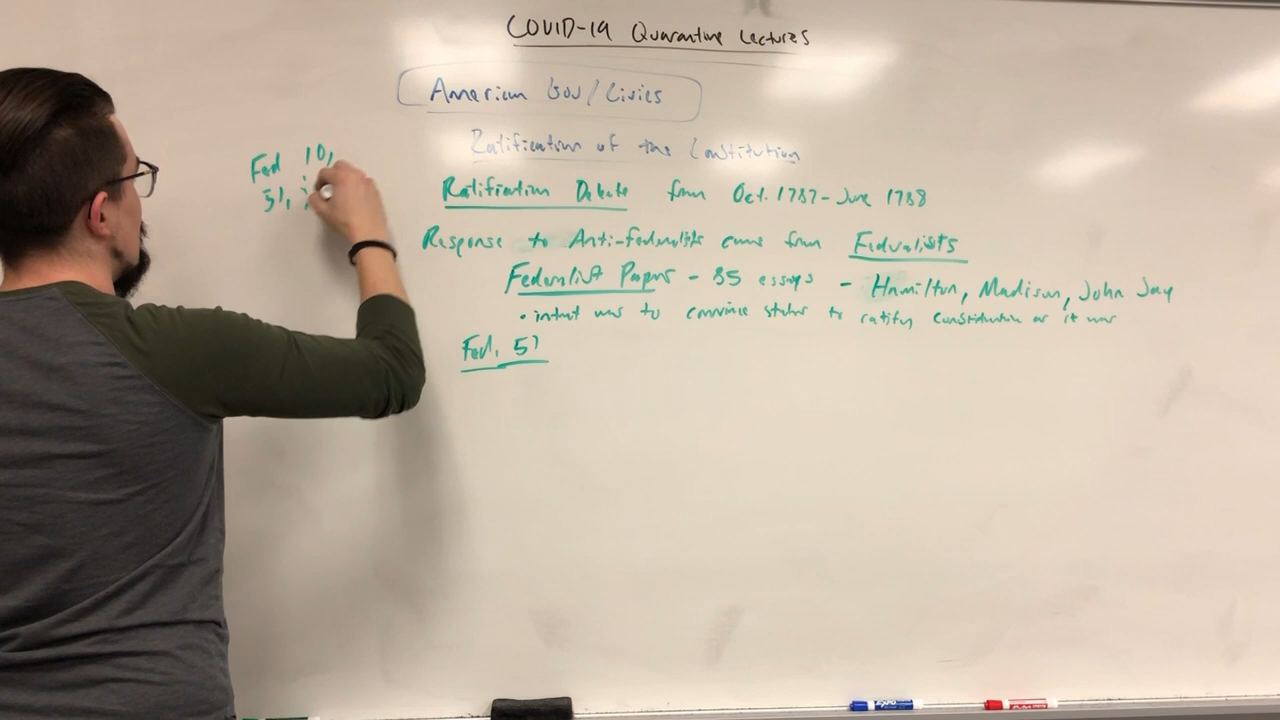 COVID-19 Quarantine Lectures
American Gov/Civics
Ratification of the Constitution
Fed 10,
51,
Ratification Debate from Oct. 1787-June 1788
Response to Anti-Federalists came from Federalists
Federalist Papers - 85 essays - Hamilton, Madison, John Jay
• intent was to convince states to ratify Constitution as it was
Fed. 51
EXPO